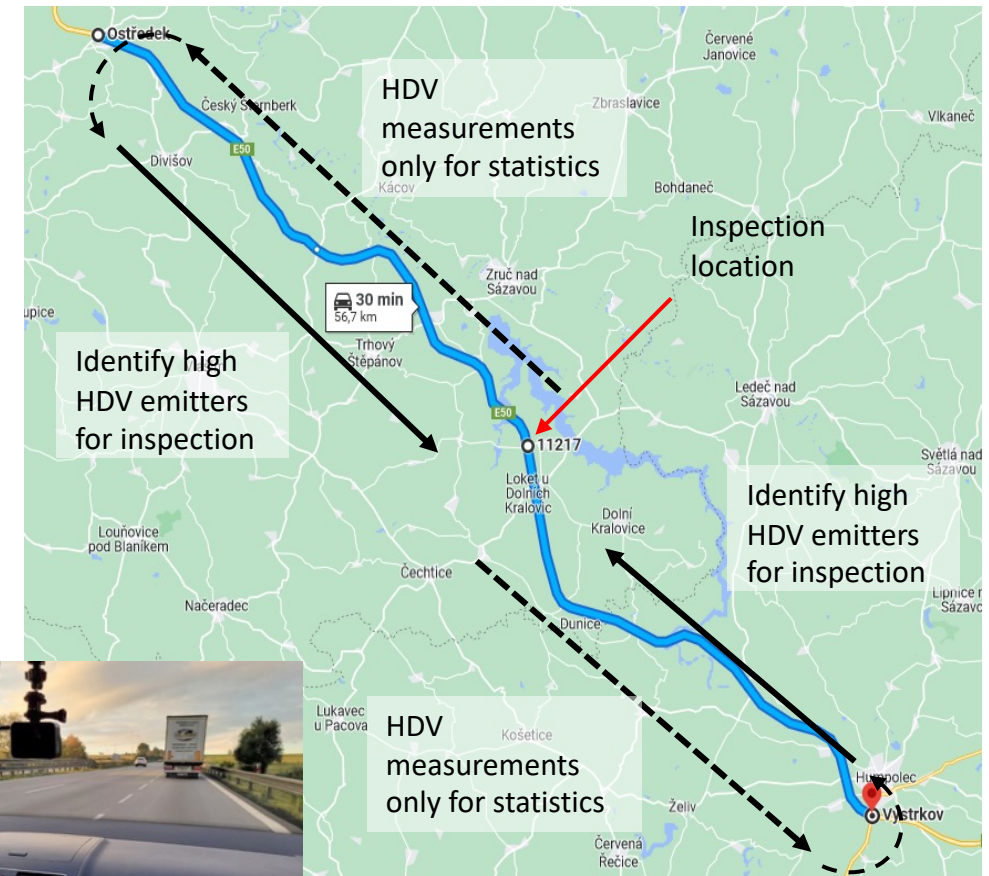 Ostředek
Červené
Janovice
HDV
measurements
only for statistics
Český Šternberk
Zbraslavice
Vlkaneč
E50
Divišov
Kácov
Bohdaneč
Inspection
location
Zruč nad
Sázavou
30 min
56,7 km
upice
Trhový
Štěpánov
Identify high
HDV emitters
for inspection
Ledeč nad
Sázavou
E50
11217
Světlá nad
Sázavou
Loket u
Dolních
Kralovic
Identify high
HDV emitters
for inspection
Dolní
Kralovice
Louňovice
pod Blaníkem
Čechtice
Lipnice n
Sázavo
Načeradec
Dunice
Lukavec
u Pacova
HDV
measurements
only for statistics
Košetice
Humpolec
Vystrkov
Želiv
Červená
Řečice